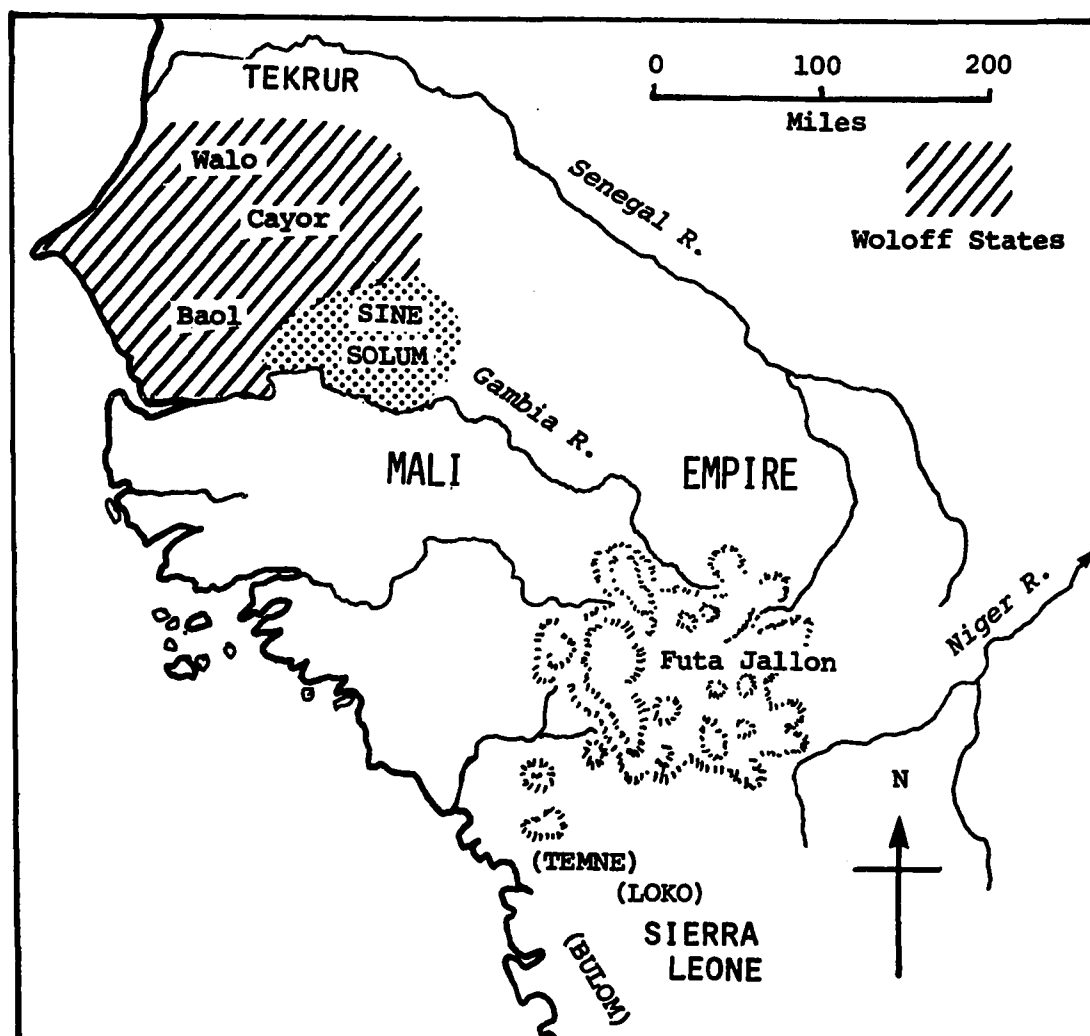 TEKRUR
0 100 200
Miles
Walo
Senegal R.
Cayor
Woloff States
Baol
SINE
SOLUM
Gambia R.
MALI
EMPIRE
Niger R.
Futa Jallon
N
(TEMNE)
(LOKO)
SIERRA
LEONE
(BULOM)